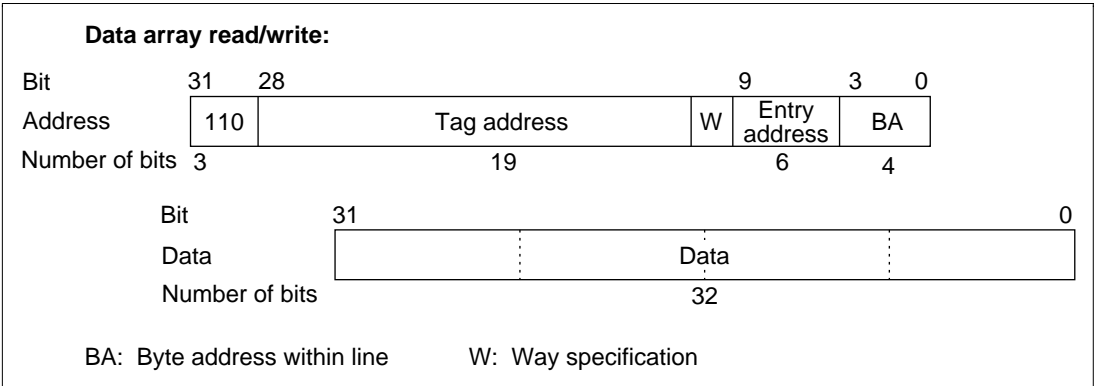 Data array read/write:
Bit 31 28 9 3 0
Address 110 Tag address W Entry address BA
Number of bits 3 19 6 4
Bit 31 0
Data Data
Number of bits 32
BA: Byte address within line W: Way specification